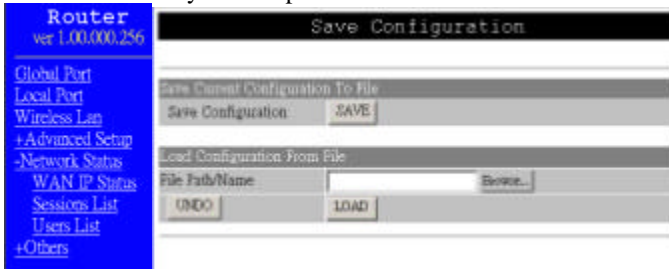 Router
ver 1.00.000.256
Global Port
Local Port
Wireless Lan
+Advanced Setup
-Network Status
WAN IP Status
Sessions List
Users List
+Others
Save Configuration
Save Current Configuration To File
Save Configuration SAVE
Load Configuration From File
File Path/Name Browse...
UNDO LOAD